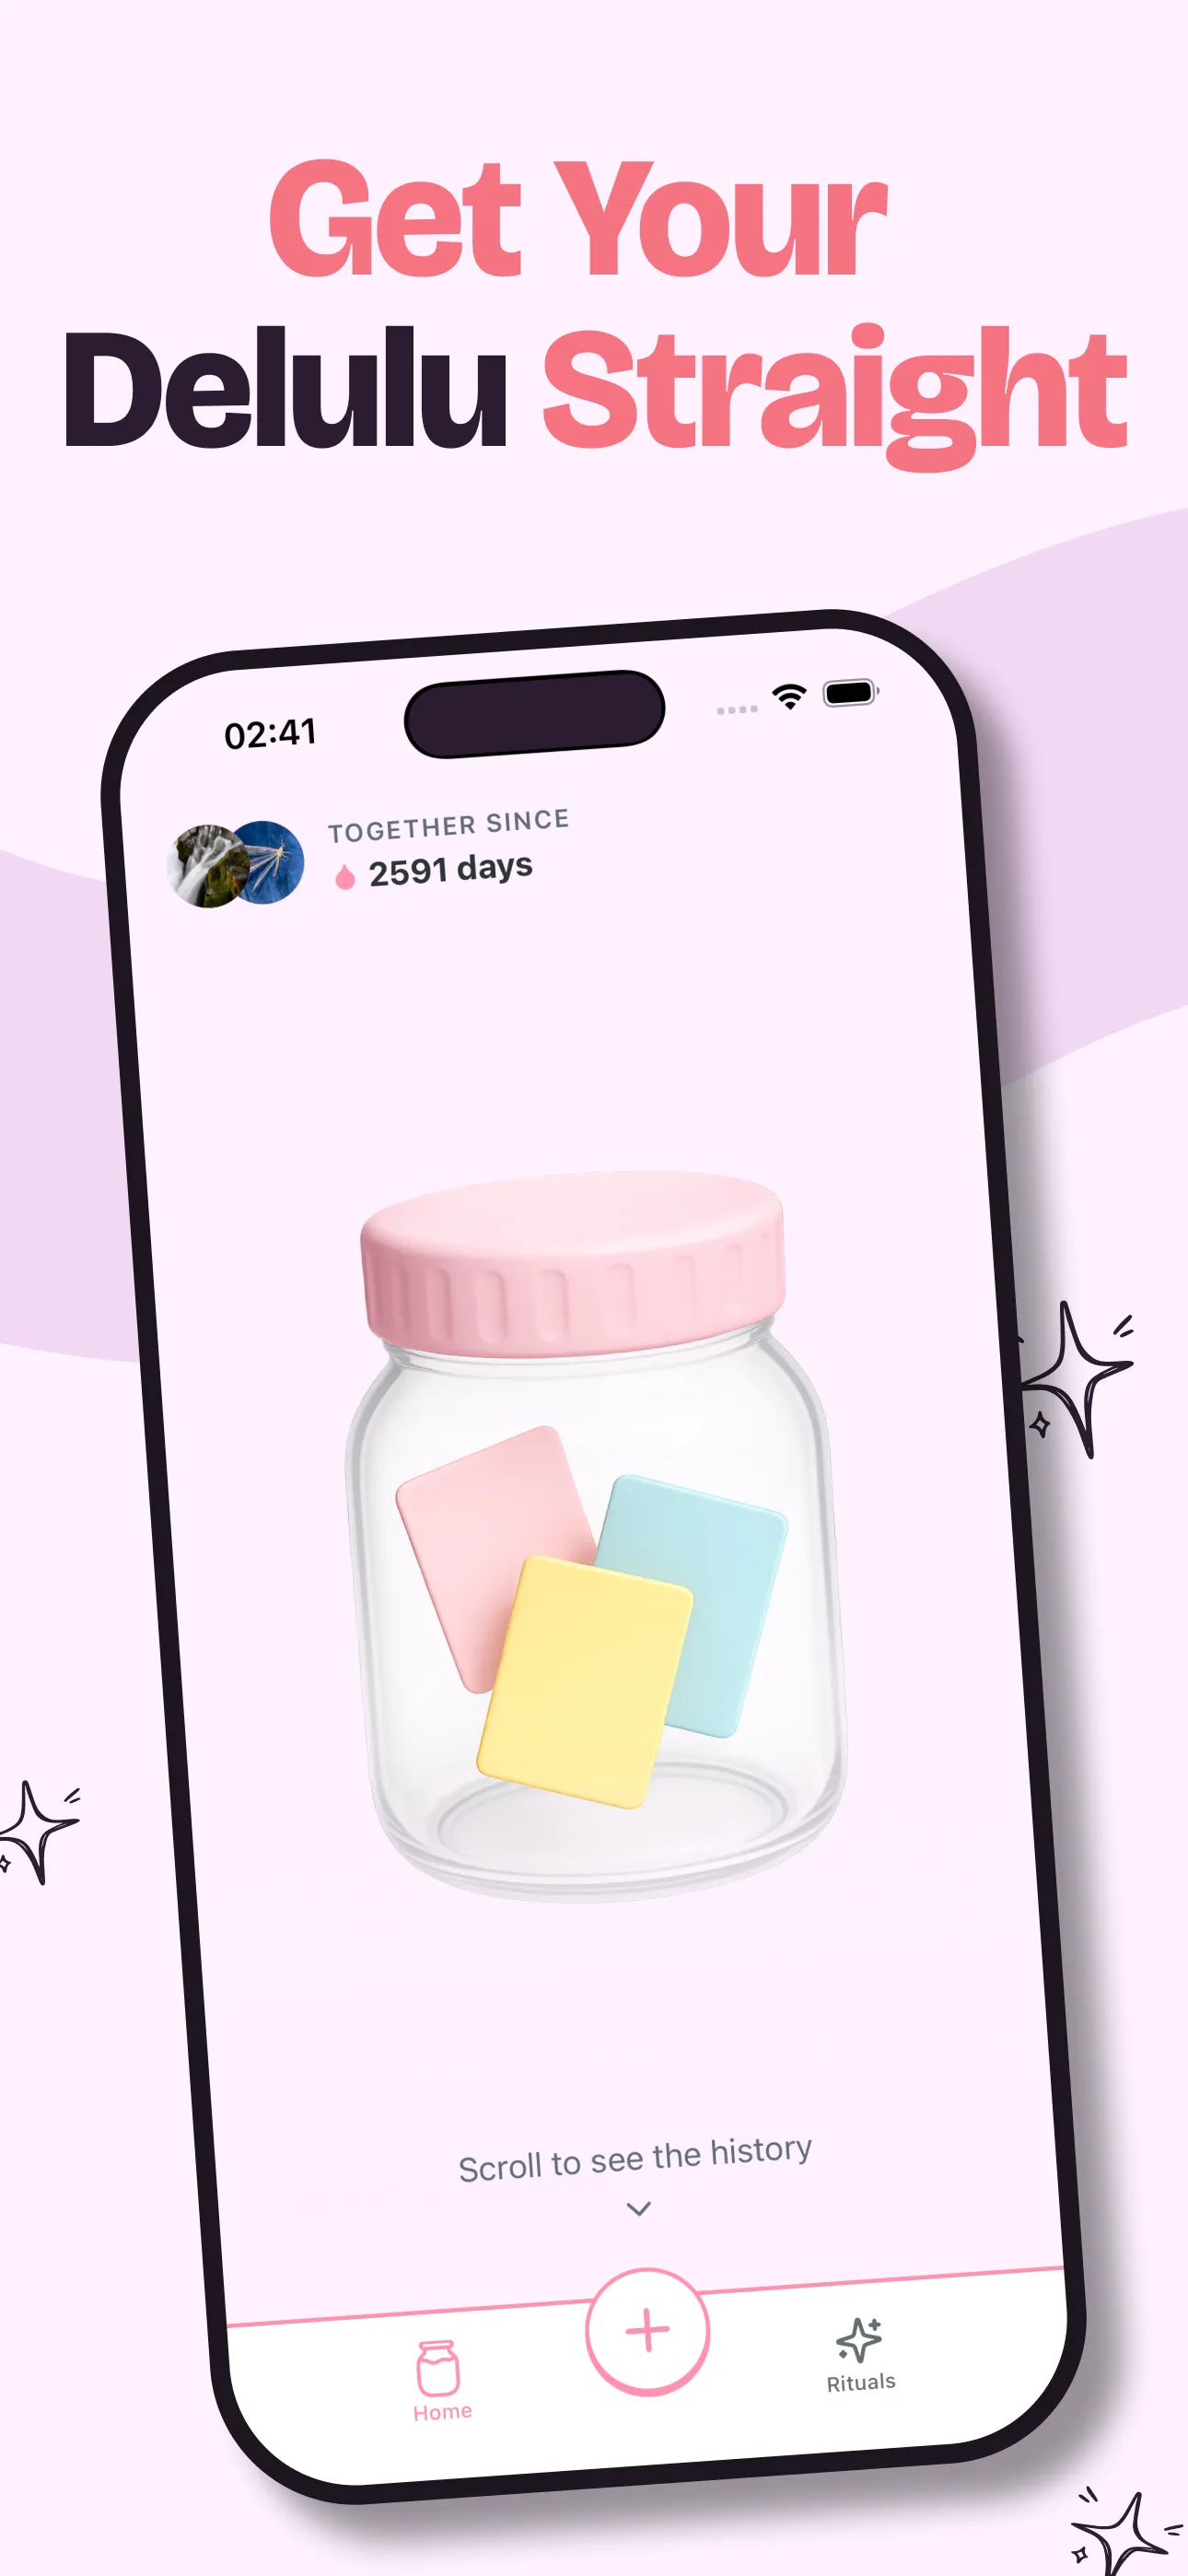 Get Your
Delulu Straight
02:41
TOGETHER SINCE
2591 days
Scroll to see the history
Home
Rituals